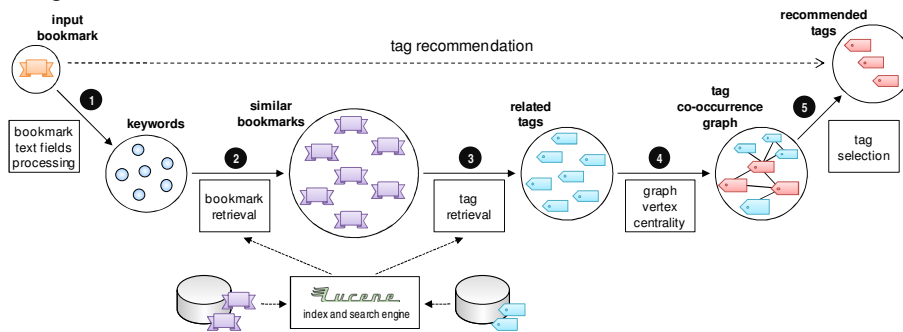 input
bookmark
recommended
tags
tag recommendation
1
bookmark
text fields
processing
keywords
2
bookmark
retrieval
similar
bookmarks
3
tag
retrieval
related
tags
4
graph
vertex
centrality
tag
co-occurrence
graph
5
tag
selection
Lucene
index and search engine